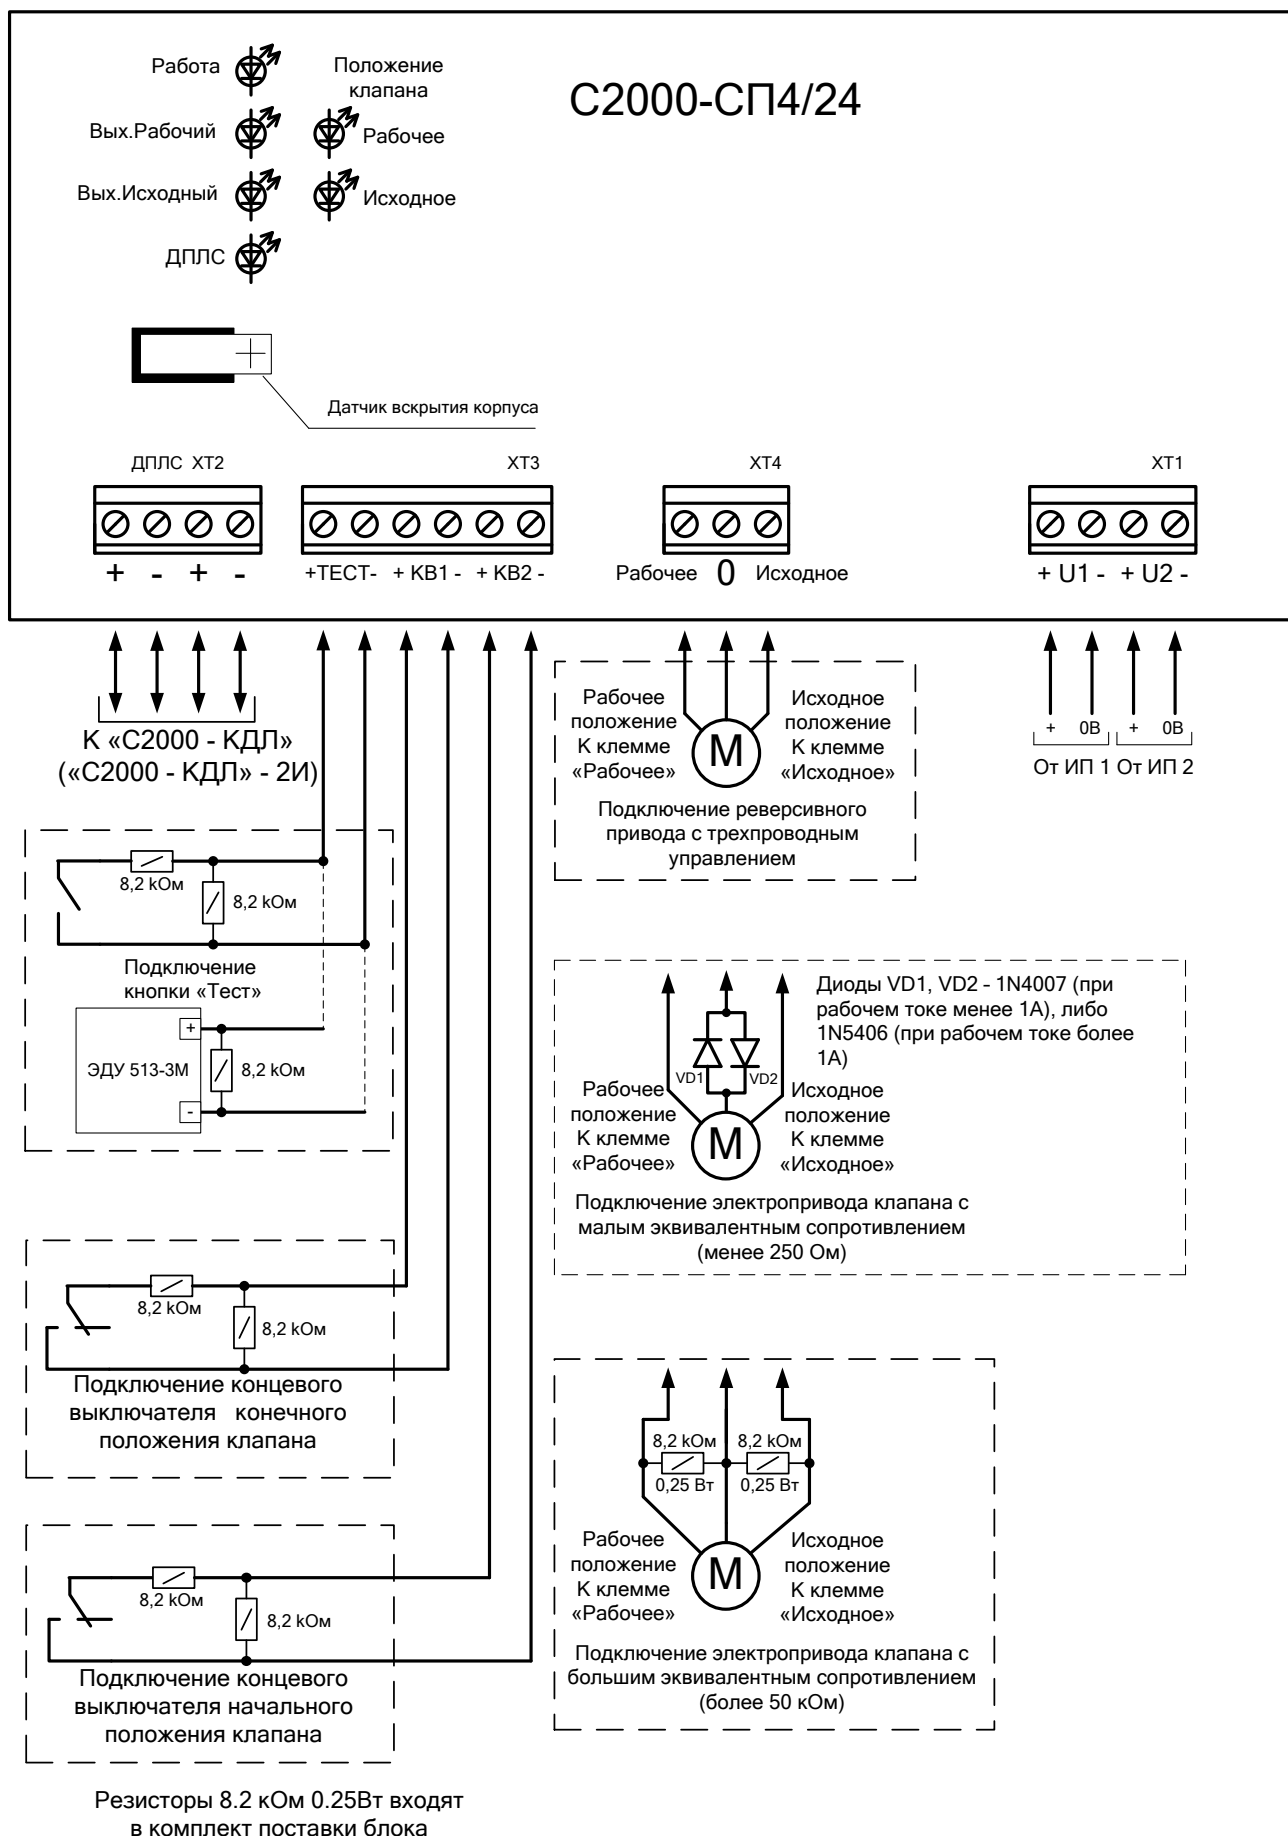 Работа
Положение
клапана
С2000-СП4/24
Вых.Рабочий
Рабочее
Вых.Исходный
Исходное
ДПЛС
Датчик вскрытия корпуса
ДПЛС XT2
XT3
XT4
XT1
+ - + -
+ТЕСТ- + КВ1 - + КВ2 -
Рабочее 0 Исходное
+ U1 - + U2 -
К «С2000 - КДЛ»
(«С2000 - КДЛ» - 2И)
+ 0В + 0В
От ИП 1 От ИП 2
Рабочее
положение
К клемме
«Рабочее»
М
Исходное
положение
К клемме
«Исходное»
Подключение реверсивного
привода с трехпроводным
управлением
8,2 kОм
8,2 kОм
Подключение
кнопки «Тест»
+
ЭДУ 513-3М
8,2 kОм
-
Диоды VD1, VD2 - 1N4007 (при
рабочем токе менее 1А), либо
1N5406 (при рабочем токе более
1А)
VD1
VD2
Рабочее
положение
К клемме
«Рабочее»
М
Исходное
положение
К клемме
«Исходное»
Подключение электропривода клапана с
малым эквивалентным сопротивлением
(менее 250 Ом)
8,2 kОм
8,2 kОм
Подключение концевого
выключателя конечного
положения клапана
8,2 kОм
8,2 kОм
0,25 Вт
0,25 Вт
Рабочее
положение
К клемме
«Рабочее»
М
Исходное
положение
К клемме
«Исходное»
Подключение электропривода клапана с
большим эквивалентным сопротивлением
(более 50 кОм)
8,2 kОм
8,2 kОм
Подключение концевого
выключателя начального
положения клапана
Резисторы 8.2 кОм 0.25Вт входят
в комплект поставки блока